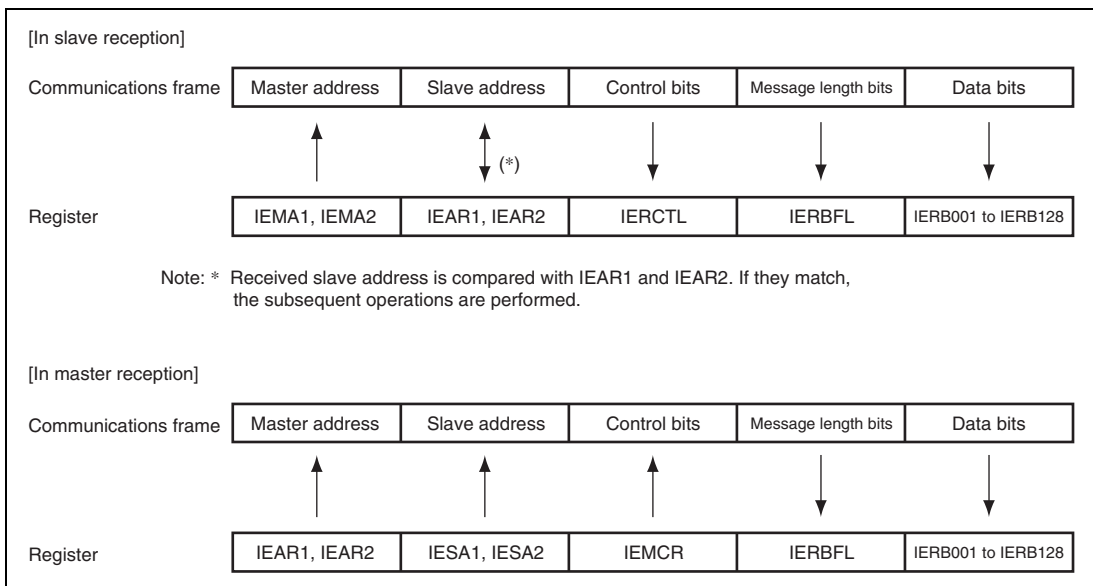 [In slave reception]
Communications frame Master address Slave address Control bits Message length bits Data bits
(*)
Register IEMA1, IEMA2 IEAR1, IEAR2 IERCTL IERBFL IERB001 to IERB128
Note: * Received slave address is compared with IEAR1 and IEAR2. If they match,
the subsequent operations are performed.
[In master reception]
Communications frame Master address Slave address Control bits Message length bits Data bits
Register IEAR1, IEAR2 IESA1, IESA2 IEMCR IERBFL IERB001 to IERB128